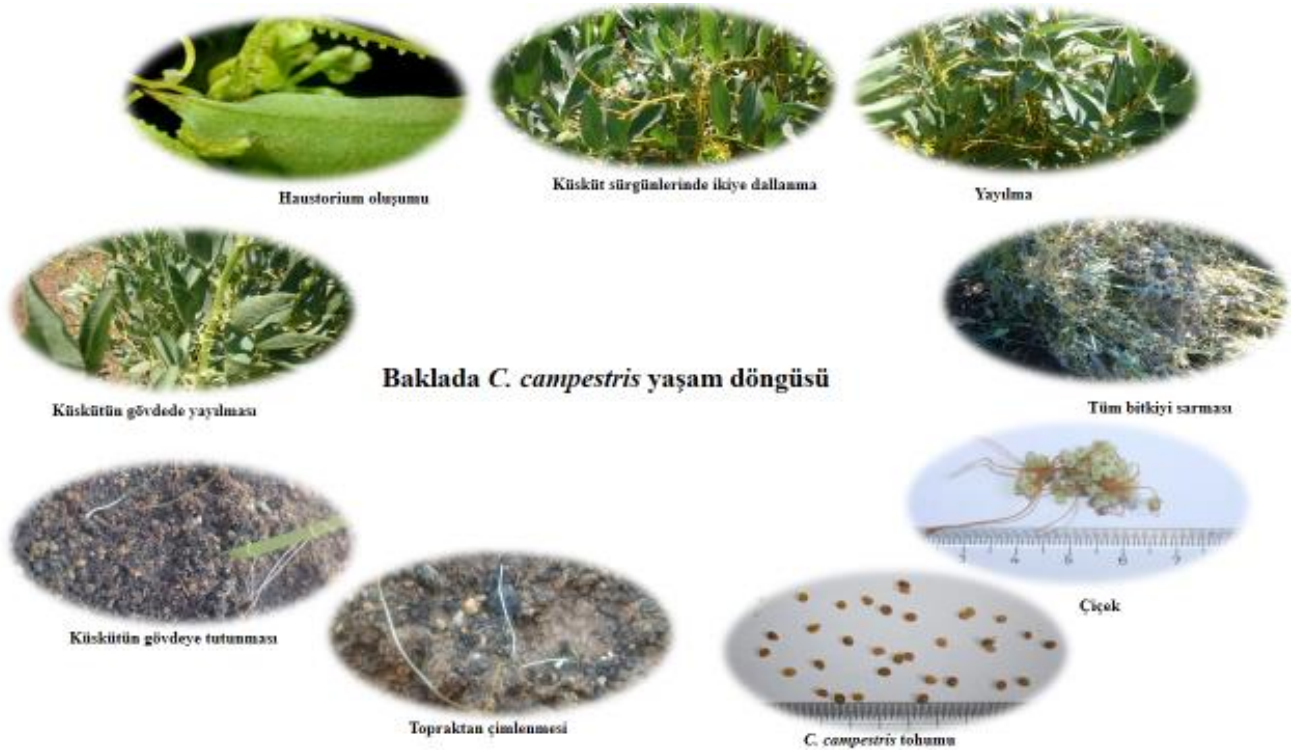 Haustorium oluşumu
Küsküt sürgünlerinde ikiye dallanma
Yayılma
Küskütün gövdede yayılması
Baklada C. campestris yaşam döngüsü
Tüm bitkiyi sarması
Küskütün gövdeye tutunması
Topraktan çimlenmesi
Çiçek
C. campestris tohumu